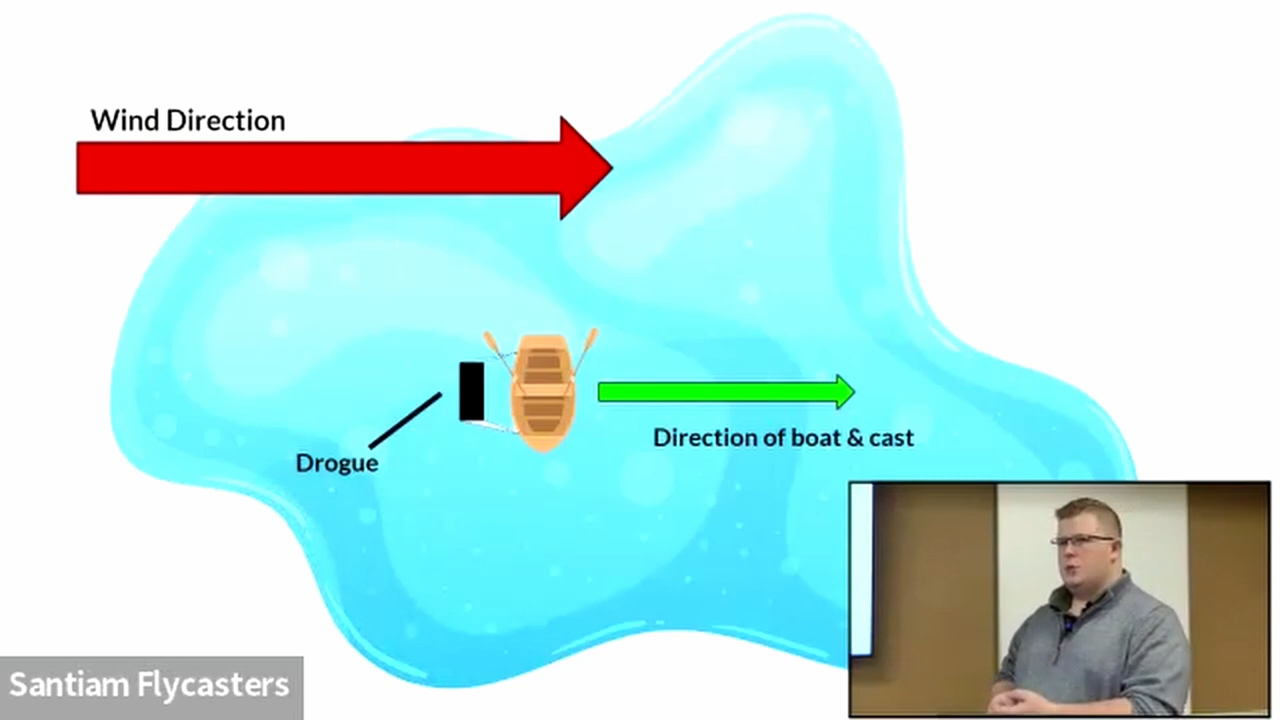 Wind Direction
Drogue
Direction of boat & cast
Santiam Flycasters